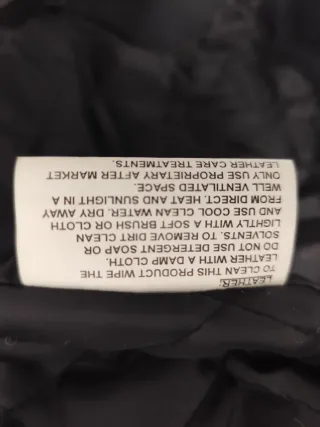 LEATHER.
TO CLEAN THIS PRODUCT WIPE THE
LEATHER WITH A DAMP CLOTH.
DO NOT USE DETERGENT SOAP OR
SOLVENTS. TO REMOVE DIRT CLEAN
LIGHTLY WITH A SOFT BRUSH OR CLOTH
AND USE COOL CLEAN WATER. DRY AWAY
FROM DIRECT. HEAT AND SUNLIGHT IN A
WELL VENTILATED SPACE.
ONLY USE PROPRIETARY AFTER MARKET
LEATHER CARE TREATMENTS.